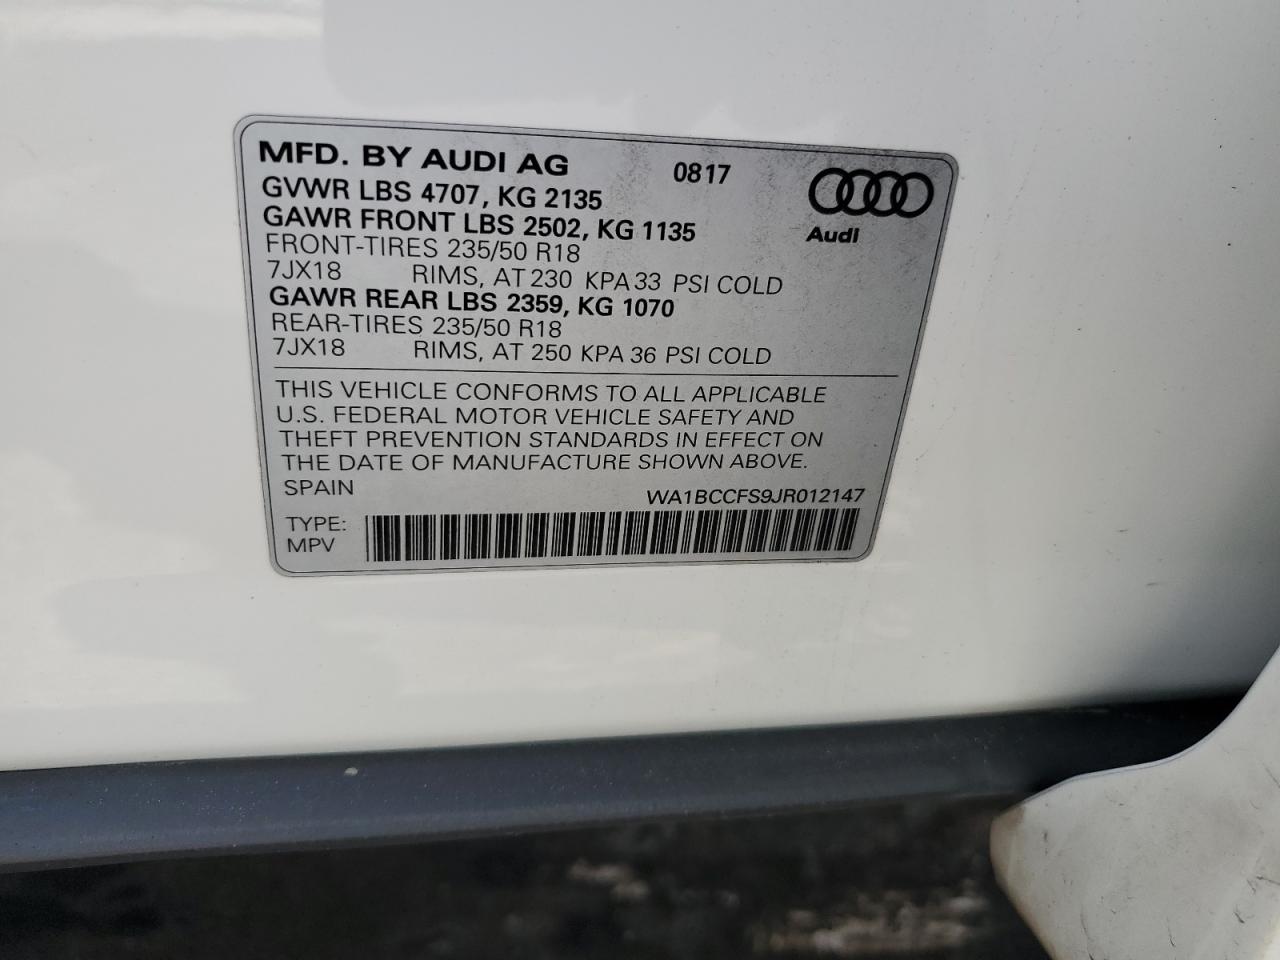 MFD. BY AUDI AG 0817
Audi
GVWR LBS 4707, KG 2135
GAWR FRONT LBS 2502, KG 1135
FRONT-TIRES 235/50 R18
7JX18 RIMS, AT 230 KPA 33 PSI COLD
GAWR REAR LBS 2359, KG 1070
REAR-TIRES 235/50 R18
7JX18 RIMS, AT 250 KPA 36 PSI COLD
THIS VEHICLE CONFORMS TO ALL APPLICABLE
U.S. FEDERAL MOTOR VEHICLE SAFETY AND
THEFT PREVENTION STANDARDS IN EFFECT ON
THE DATE OF MANUFACTURE SHOWN ABOVE.
SPAIN WA1BCCFS9JR012147
TYPE:
MPV